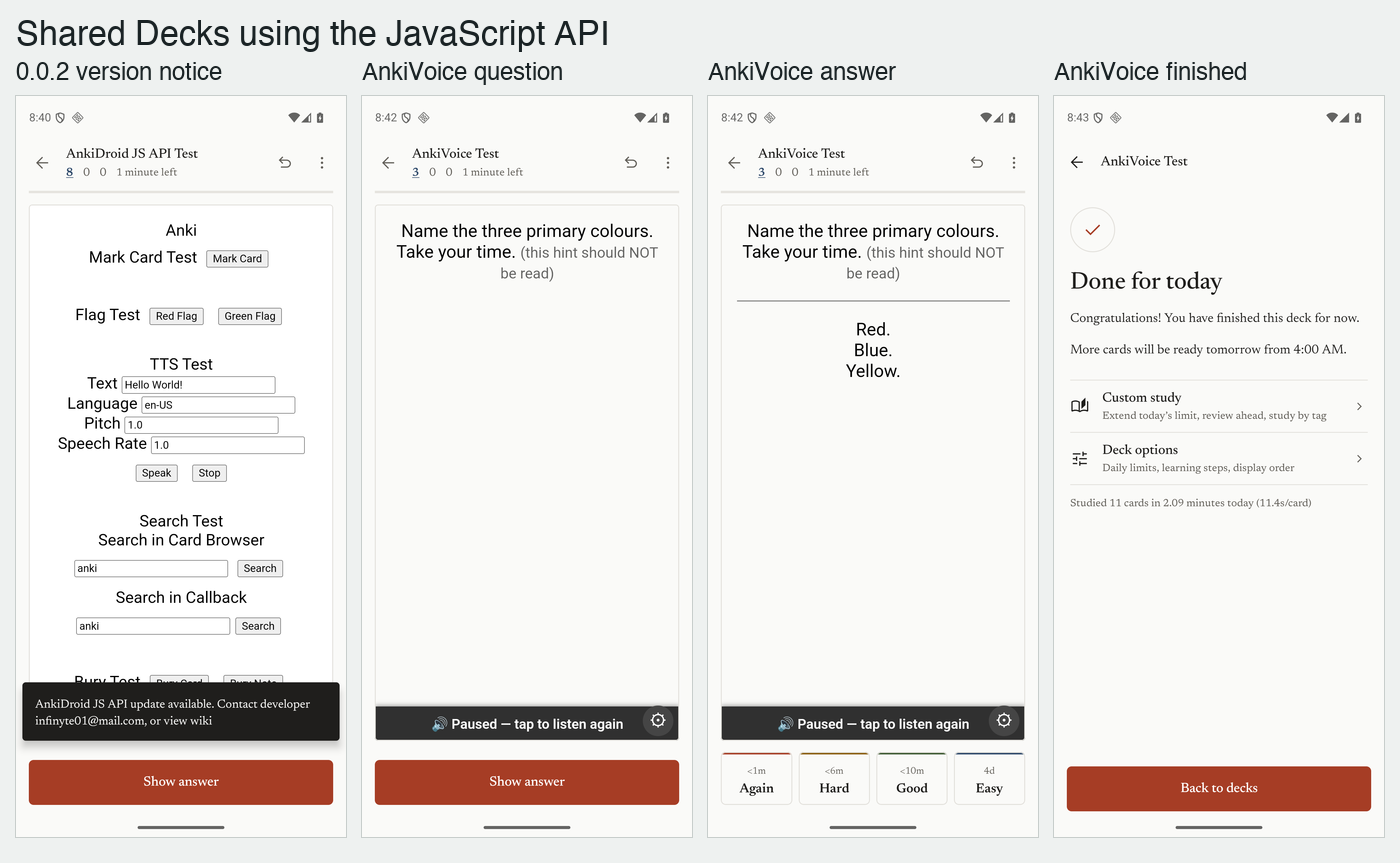 Shared Decks using the JavaScript API
0.0.2 version notice
8:40
AnkiDroid JS API Test
8 0 0 1 minute left
Anki
Mark Card Test Mark Card
Flag Test Red Flag Green Flag
TTS Test
Text Hello World!
Language en-US
Pitch 1.0
Speech Rate 1.0
Speak Stop
Search Test
Search in Card Browser
anki Search
Search in Callback
anki Search
Bury Test Bury Card Bury Note
AnkiDroid JS API update available. Contact developer
infinyte01@mail.com, or view wiki
Show answer
AnkiVoice question
8:42
AnkiVoice Test
3 0 0 1 minute left
Name the three primary colours.
Take your time. (this hint should NOT
be read)
Paused — tap to listen again
Show answer
AnkiVoice answer
8:42
AnkiVoice Test
3 0 0 1 minute left
Name the three primary colours.
Take your time. (this hint should NOT
be read)
Red.
Blue.
Yellow.
Paused — tap to listen again
<1m <6m <10m 4d
Again Hard Good Easy
AnkiVoice finished
8:43
AnkiVoice Test
Done for today
Congratulations! You have finished this deck for now.
More cards will be ready tomorrow from 4:00 AM.
Custom study
Extend today's limit, review ahead, study by tag
Deck options
Daily limits, learning steps, display order
Studied 11 cards in 2.09 minutes today (11.4s/card)
Back to decks